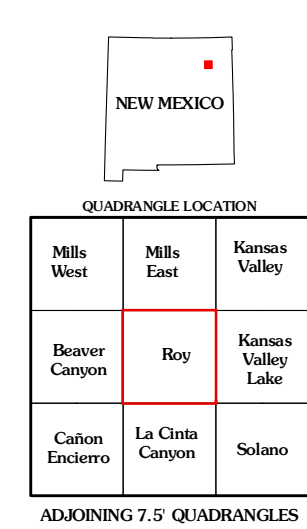 NEW MEXICO
QUADRANGLE LOCATION
Mills
West
Mills
East
Kansas
Valley
Beaver
Canyon
Roy
Kansas
Valley
Lake
Cañon
Encierro
La Cinta
Canyon
Solano
ADJOINING 7.5' QUADRANGLES